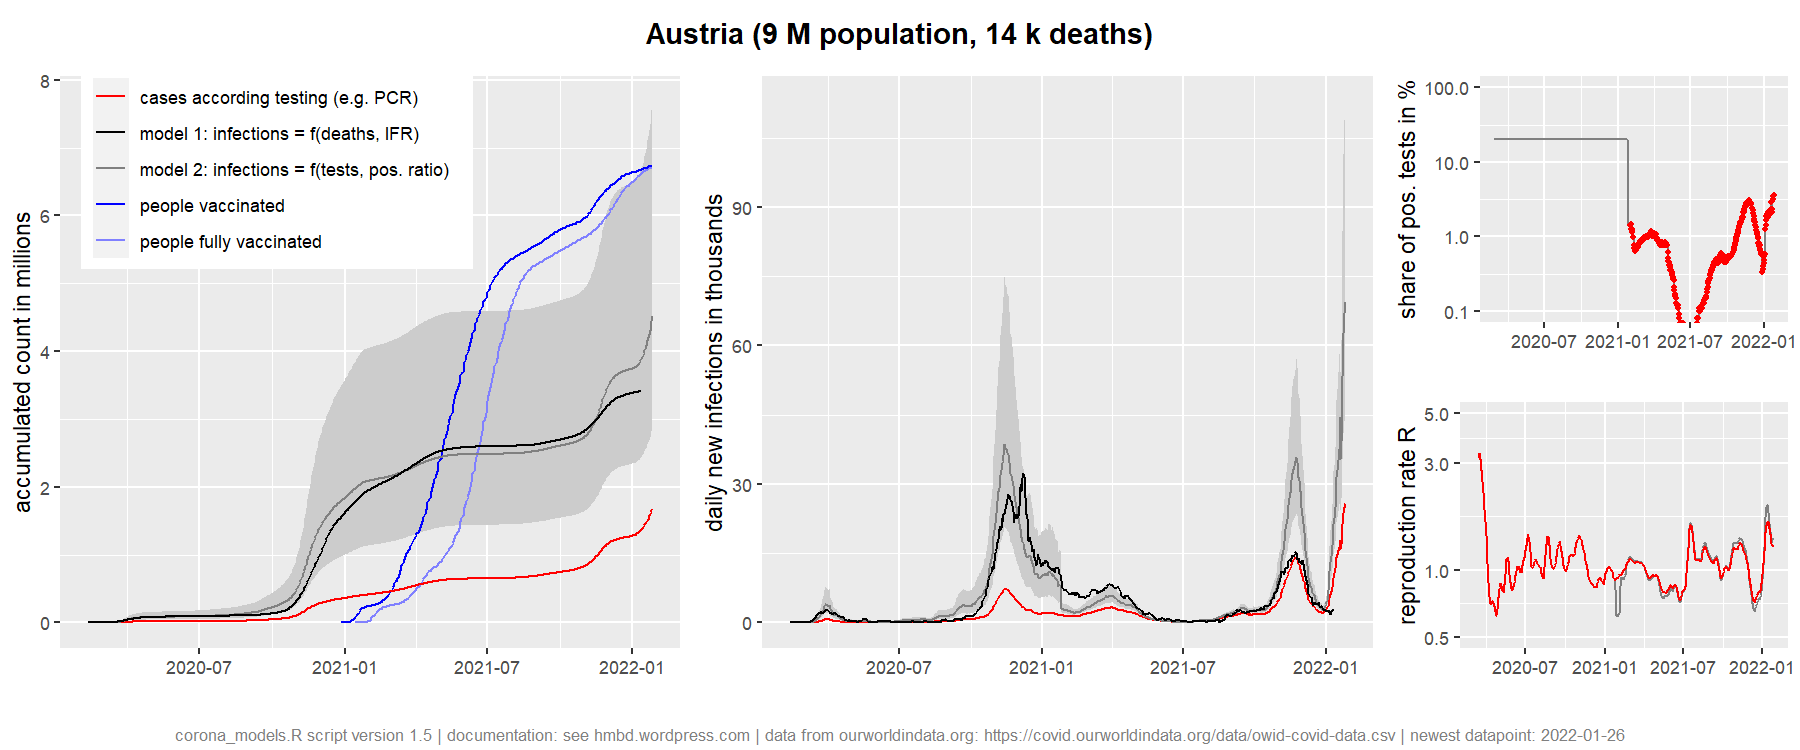 Austria (9 M population, 14 k deaths)
accumulated count in millions
8
6
4
2
0
cases according testing (e.g. PCR)
model 1: infections = f(deaths, IFR)
model 2: infections = f(tests, pos. ratio)
people vaccinated
people fully vaccinated
2020-07 2021-01 2021-07 2022-01
daily new infections in thousands
90
60
30
0
2020-07 2021-01 2021-07 2022-01
share of pos. tests in %
100.0
10.0
1.0
0.1
2020-07 2021-01 2021-07 2022-01
reproduction rate R
5.0
3.0
1.0
0.5
2020-07 2021-01 2021-07 2022-01
corona_models.R script version 1.5 | documentation: see hmbd.wordpress.com | data from ourworldindata.org: https://covid.ourworldindata.org/data/owid-covid-data.csv | newest datapoint: 2022-01-26